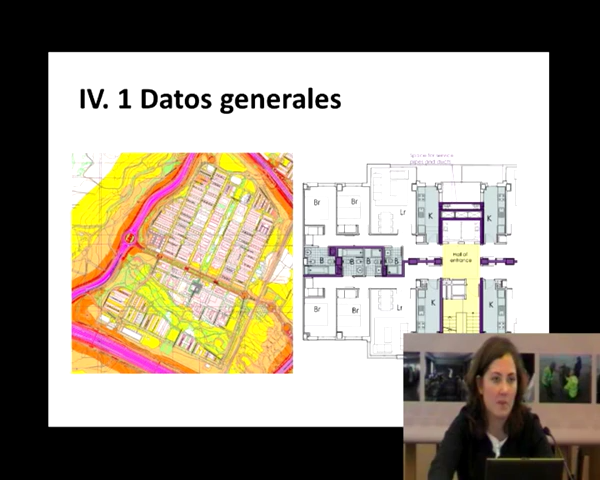 IV. 1 Datos generales
Br
Br
Lr
K
K
B
B
B
B
Hall of
entrance
Br
Br
Lr
K
K